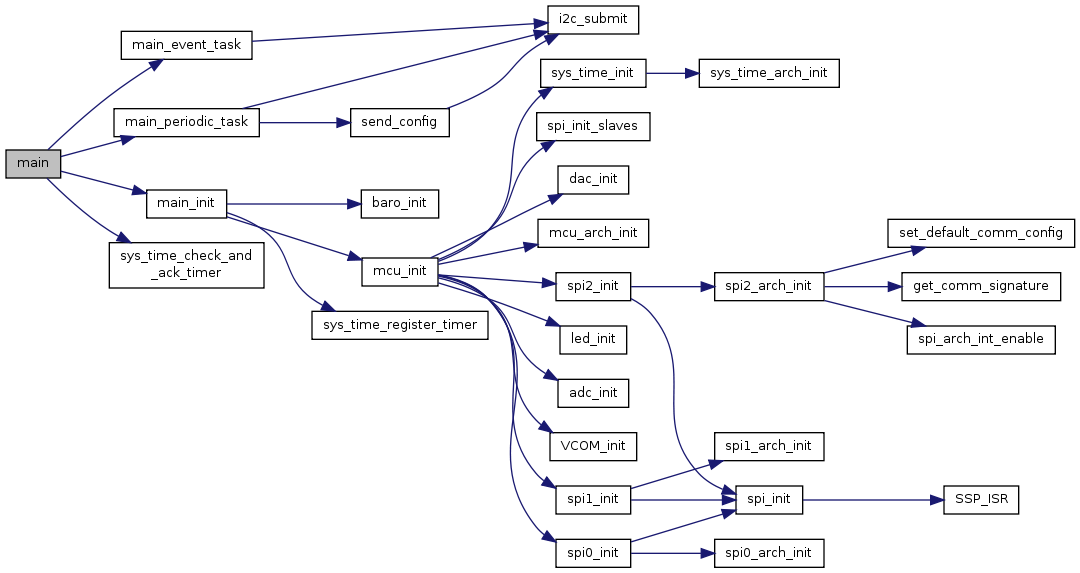 i2c_submit
main_event_task
sys_time_init
sys_time_arch_init
main_periodic_task
send_config
spi_init_slaves
main
dac_init
main_init
baro_init
mcu_arch_init
set_default_comm_config
sys_time_check_and
_ack_timer
mcu_init
spi2_init
spi2_arch_init
get_comm_signature
sys_time_register_timer
led_init
spi_arch_int_enable
adc_init
VCOM_init
spi1_arch_init
spi1_init
spi_init
SSP_ISR
spi0_init
spi0_arch_init